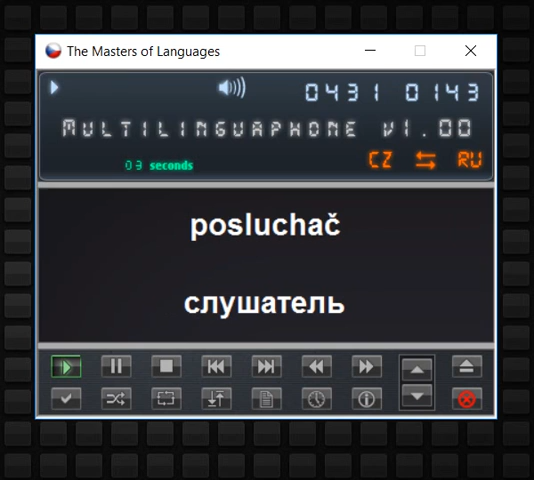 The Masters of Languages
0431 0143
MULTILINGUAPHONE v1.00
03 seconds
CZ RU
posluchač
слушатель